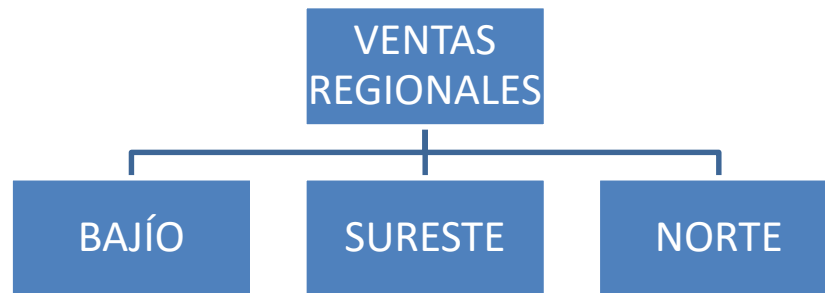 VENTAS
REGIONALES
BAJÍO
SURESTE
NORTE